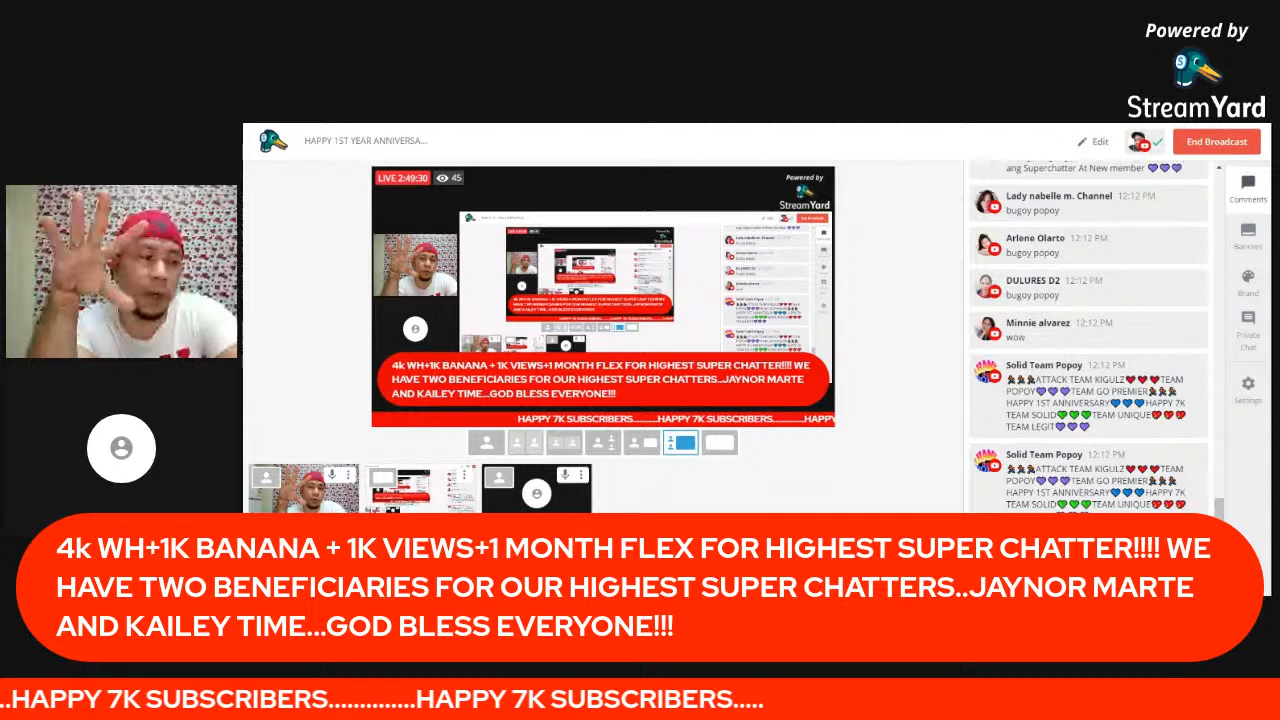 Powered by
StreamYard
HAPPY 1ST YEAR ANNIVERSA...
Edit
End Broadcast
LIVE 2:49:30
45
Powered by
StreamYard
ang Superchatter At New member 💜💜💜
Lady nabelle m. Channel 12:12 PM
bugoy popoy
Arlene Olarte 12:12 PM
bugoy popoy
DULURES D2 12:12 PM
bugoy popoy
Minnie alvarez 12:12 PM
wow
Solid Team Popoy 12:12 PM
ATTACK TEAM KIGULZ❤❤❤TEAM
POPOY💜💜💜TEAM GO PREMIER
HAPPY 1ST ANNIVERSARY💙💙💙HAPPY 7K
TEAM SOLID💚💚💚TEAM UNIQUE💖💖💖
TEAM LEGIT💜💜💜
Solid Team Popoy 12:12 PM
ATTACK TEAM KIGULZ❤❤❤TEAM
POPOY💜💜💜TEAM GO PREMIER
HAPPY 1ST ANNIVERSARY💙💙💙HAPPY 7K
TEAM SOLID💚💚💚TEAM UNIQUE💖💖💖
Comments
Banners
Brand
Private
Chat
Settings
4k WH+1K BANANA + 1K VIEWS+1 MONTH FLEX FOR HIGHEST SUPER CHATTER!!!! WE
HAVE TWO BENEFICIARIES FOR OUR HIGHEST SUPER CHATTERS..JAYNOR MARTE
AND KAILEY TIME...GOD BLESS EVERYONE!!!
HAPPY 7K SUBSCRIBERS..............HAPPY 7K SUBSCRIBERS..............HAPPY
4k WH+1K BANANA + 1K VIEWS+1 MONTH FLEX FOR HIGHEST SUPER CHATTER!!!! WE
HAVE TWO BENEFICIARIES FOR OUR HIGHEST SUPER CHATTERS..JAYNOR MARTE
AND KAILEY TIME...GOD BLESS EVERYONE!!!
..HAPPY 7K SUBSCRIBERS..............HAPPY 7K SUBSCRIBERS.....